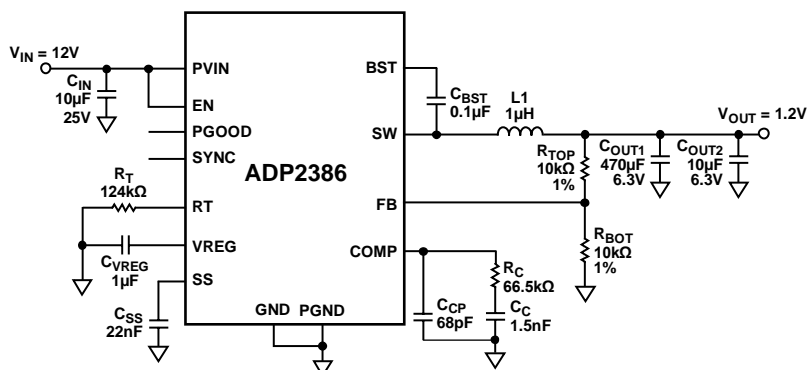 V_IN = 12V
C_IN
10µF
25V
PVIN
EN
PGOOD
SYNC
R_T
124kΩ
RT
C_VREG
1µF
VREG
C_SS
22nF
SS
ADP2386
GND
PGND
BST
SW
FB
COMP
C_BST
0.1µF
L1
1µH
V_OUT = 1.2V
R_TOP
10kΩ
1%
C_OUT1
470µF
6.3V
C_OUT2
10µF
6.3V
R_BOT
10kΩ
1%
R_C
66.5kΩ
C_CP
68pF
C_C
1.5nF